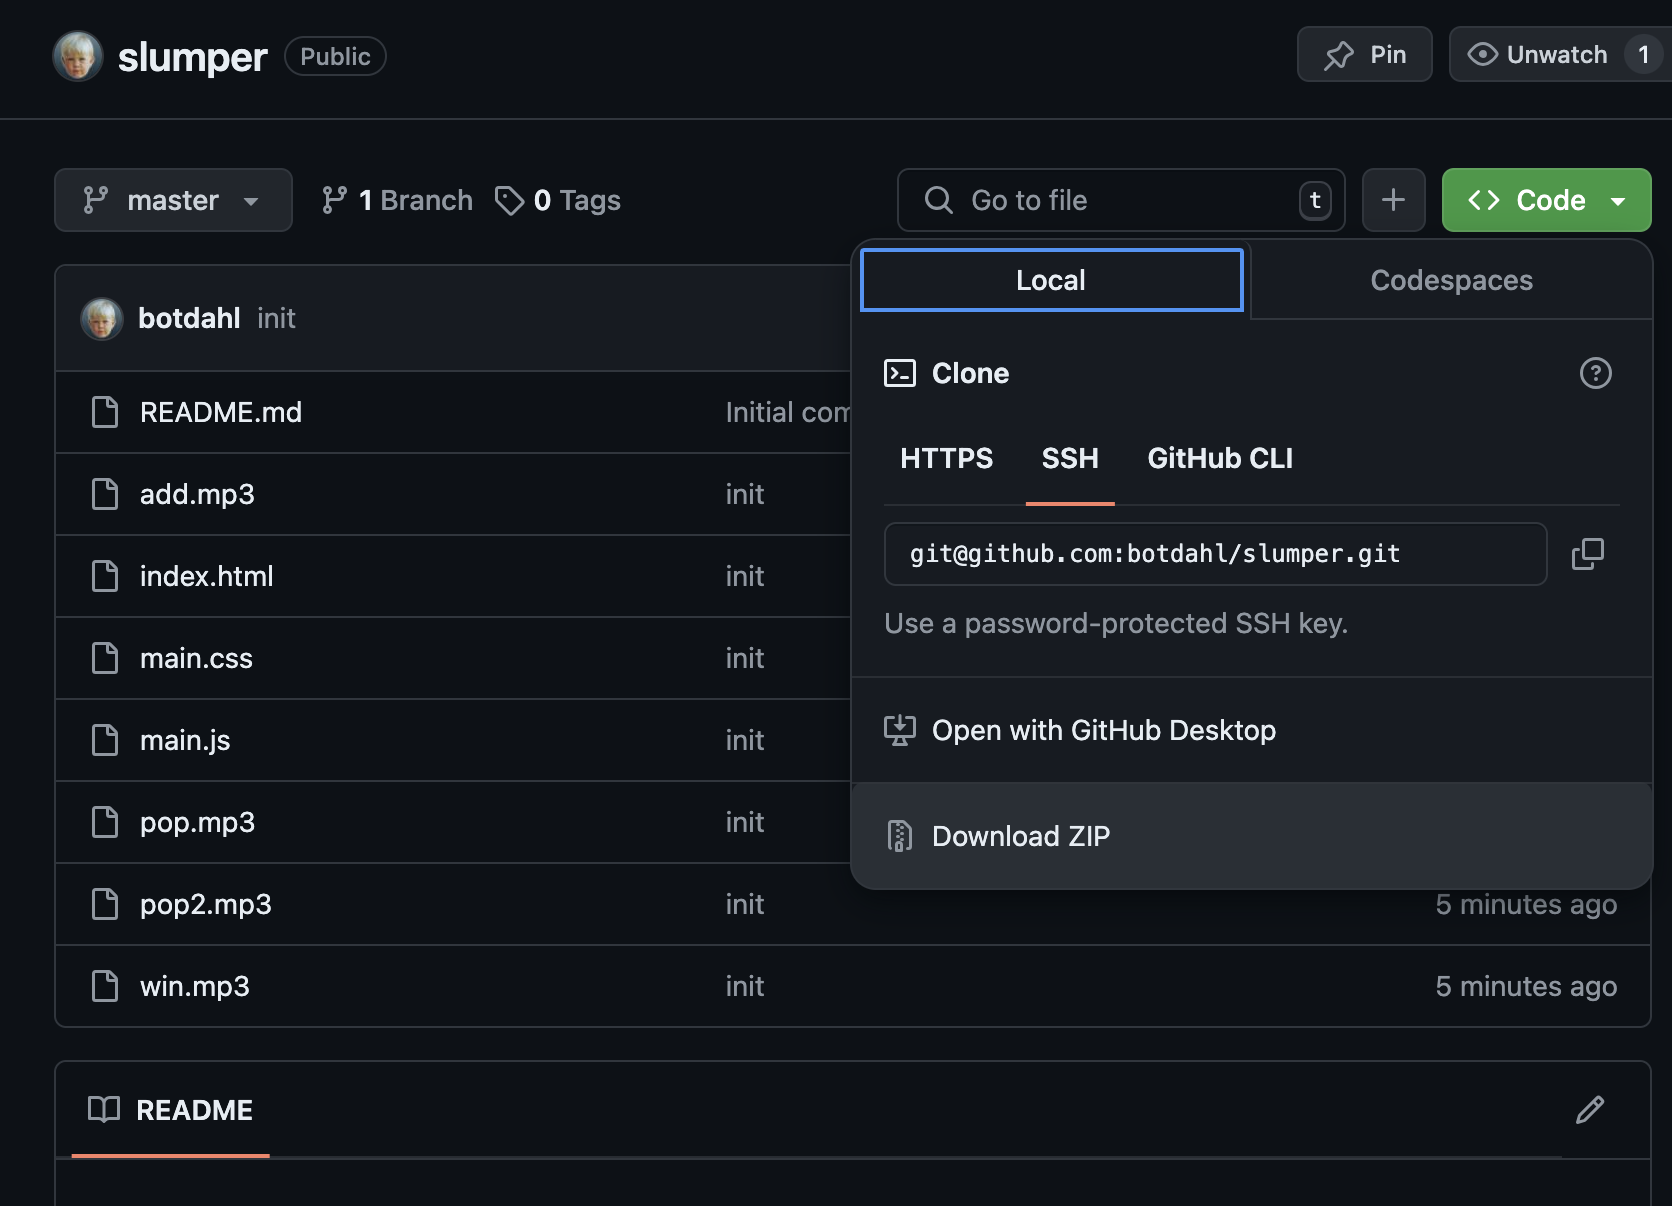 slumper Public Pin Unwatch 1
master 1 Branch 0 Tags Go to file t + <> Code
Local Codespaces
botdahl init
Clone
HTTPS SSH GitHub CLI
git@github.com:botdahl/slumper.git
Use a password-protected SSH key.
Open with GitHub Desktop
Download ZIP
README.md Initial com
add.mp3 init
index.html init
main.css init
main.js init
pop.mp3 init
pop2.mp3 init 5 minutes ago
win.mp3 init 5 minutes ago
README